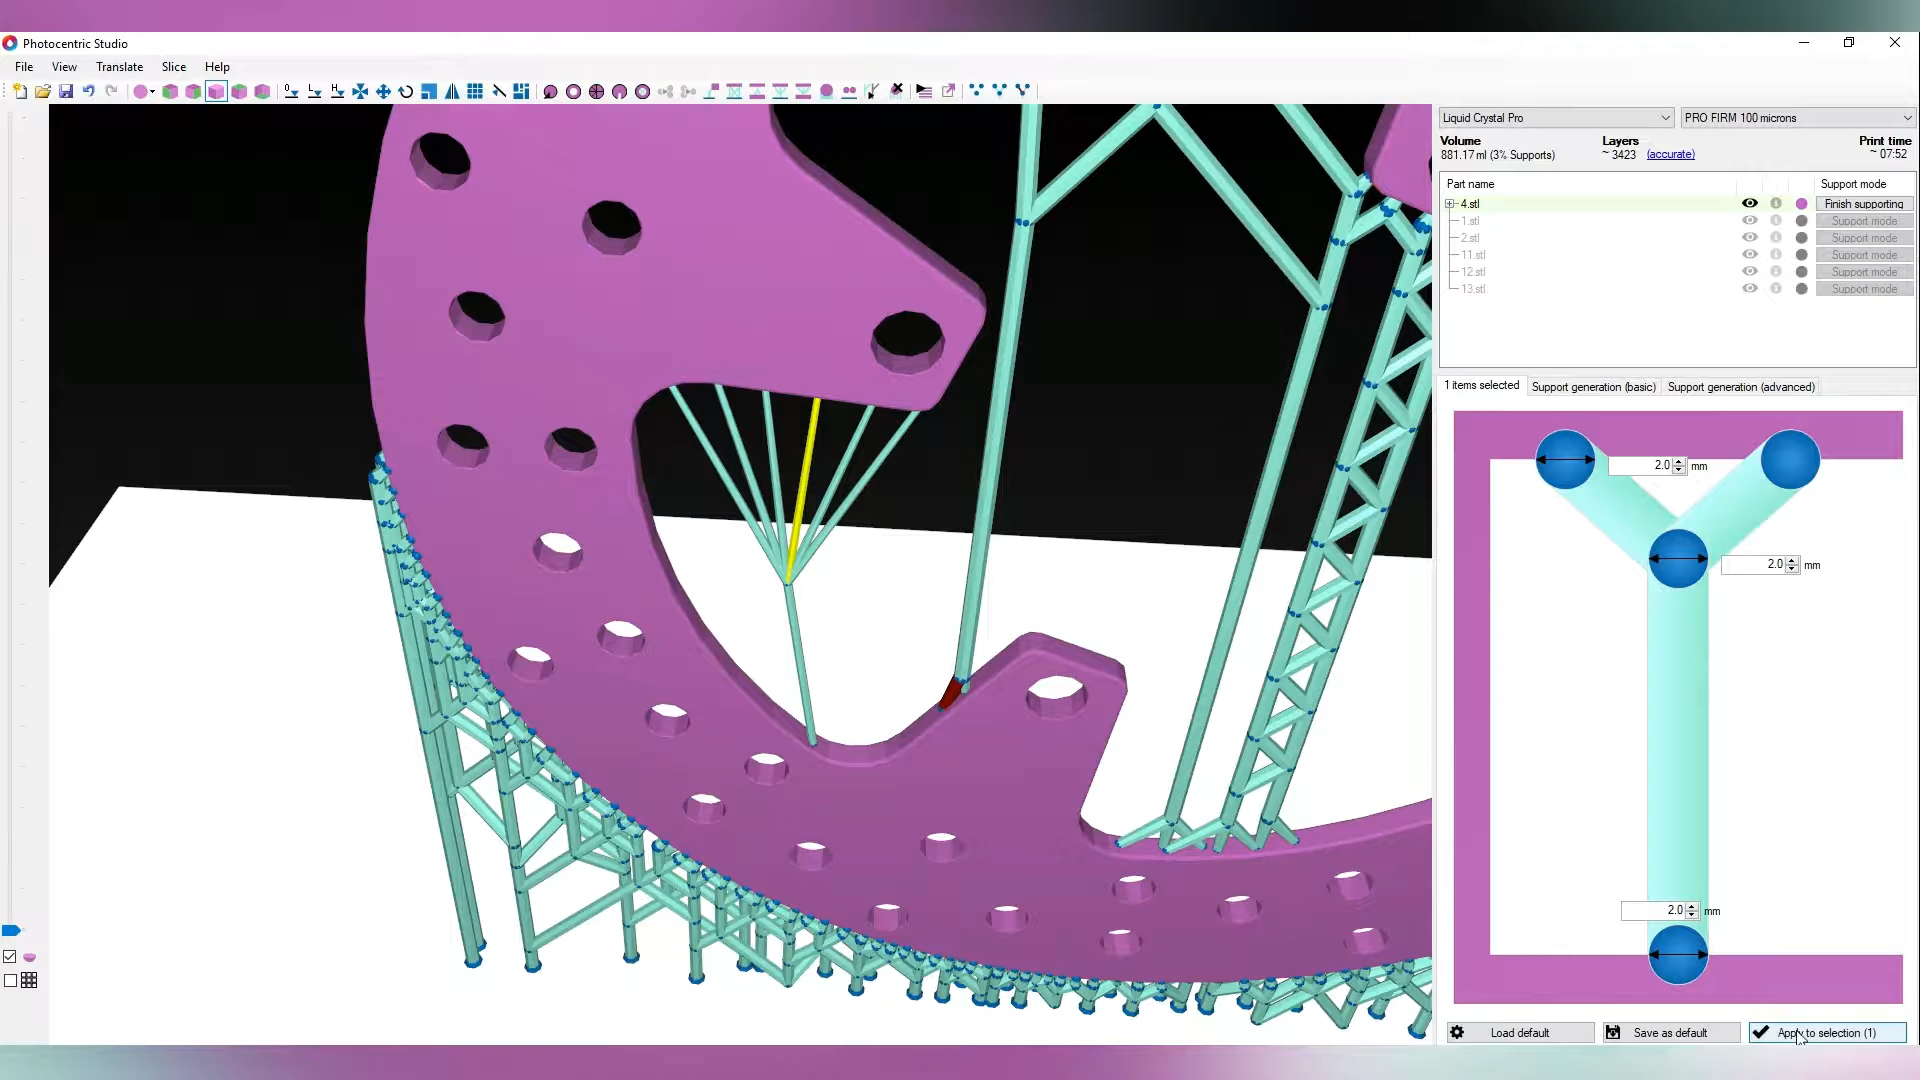 Photocentric Studio
File View Translate Slice Help
Liquid Crystal Pro
PRO FIRM 100 microns
Volume Layers Print time
881.17 ml (3% Supports) ~ 3423 (accurate) ~ 07:52
Part name Support mode
4.stl Finish supporting
1.stl Support mode
2.stl Support mode
11.stl Support mode
12.stl Support mode
13.stl Support mode
1 items selected Support generation (basic) Support generation (advanced)
2.0 mm
2.0 mm
2.0 mm
Load default Save as default Apply to selection (1)